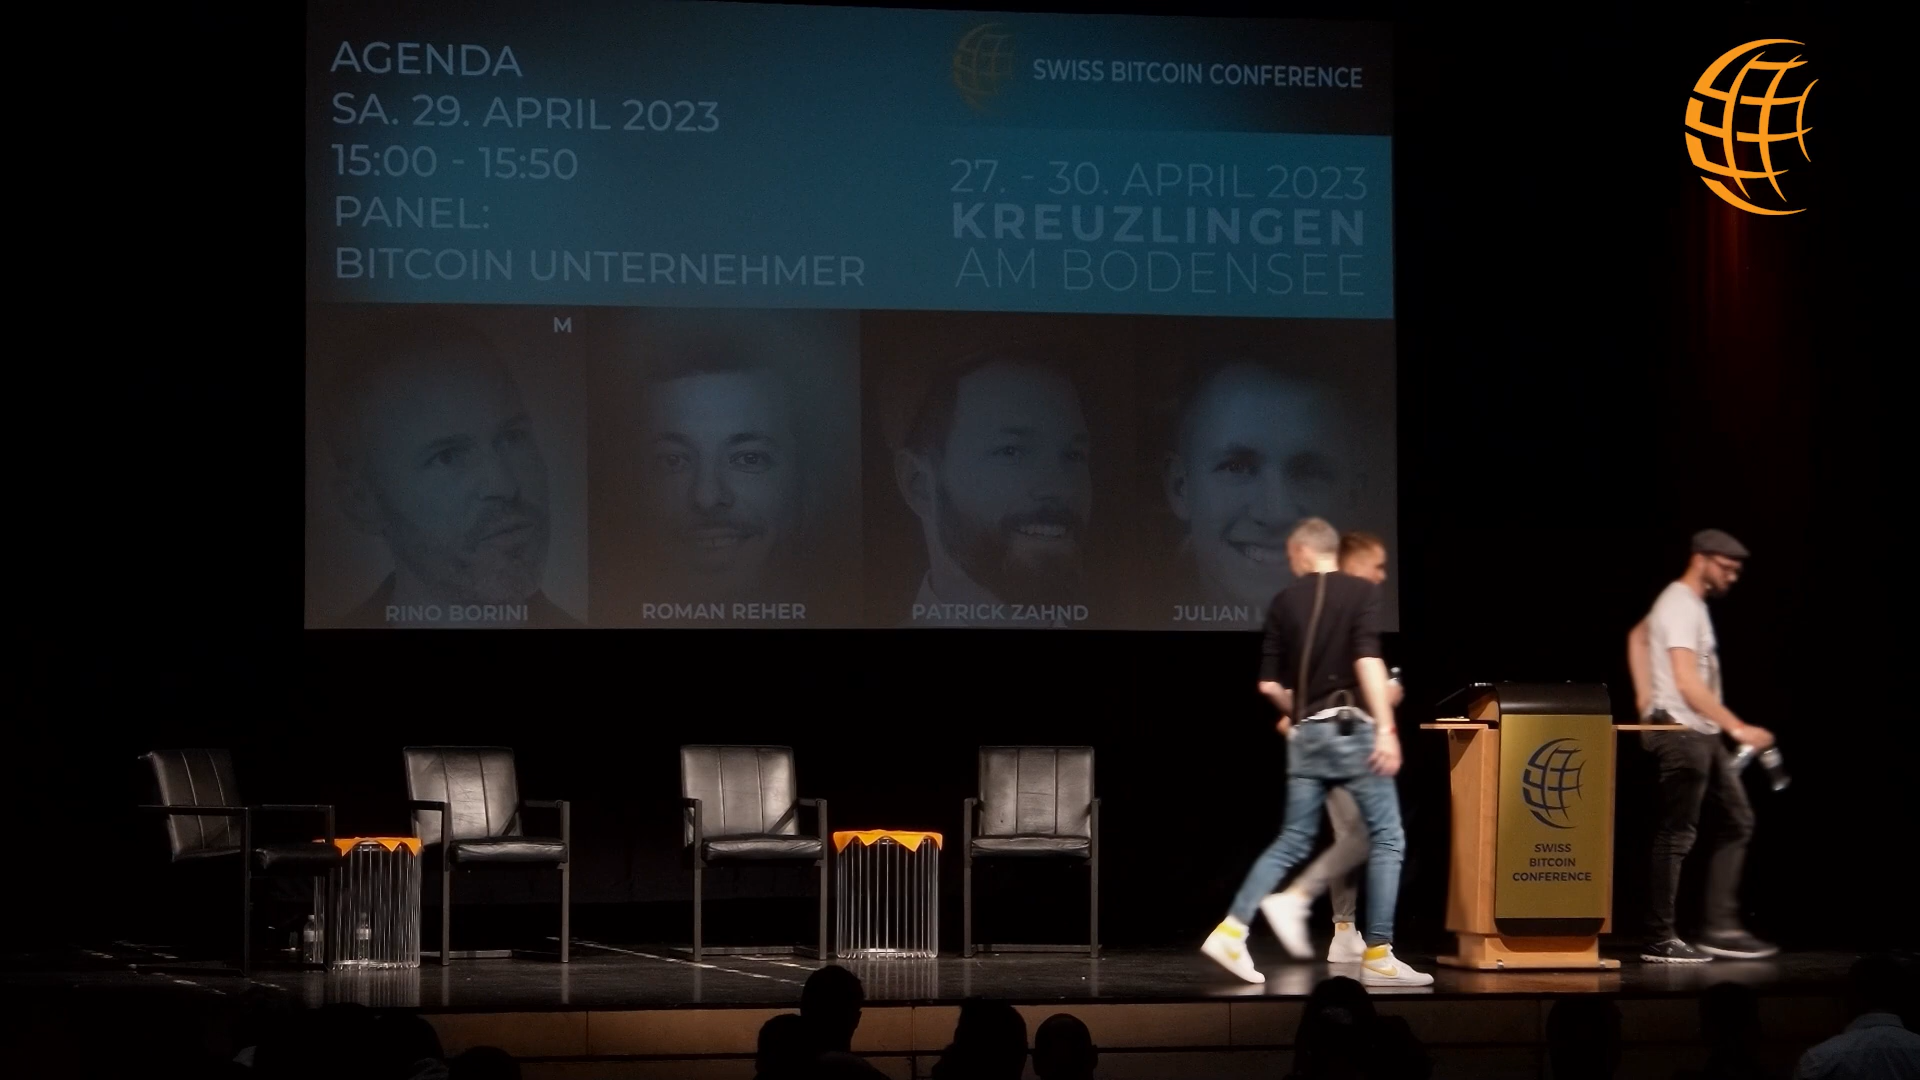 AGENDA
SA. 29. APRIL 2023
15:00 - 15:50
PANEL:
BITCOIN UNTERNEHMER
SWISS BITCOIN CONFERENCE
27. - 30. APRIL 2023
KREUZLINGEN
AM BODENSEE
M
RINO BORINI
ROMAN REHER
PATRICK ZAHND
JULIAN
SWISS
BITCOIN
CONFERENCE